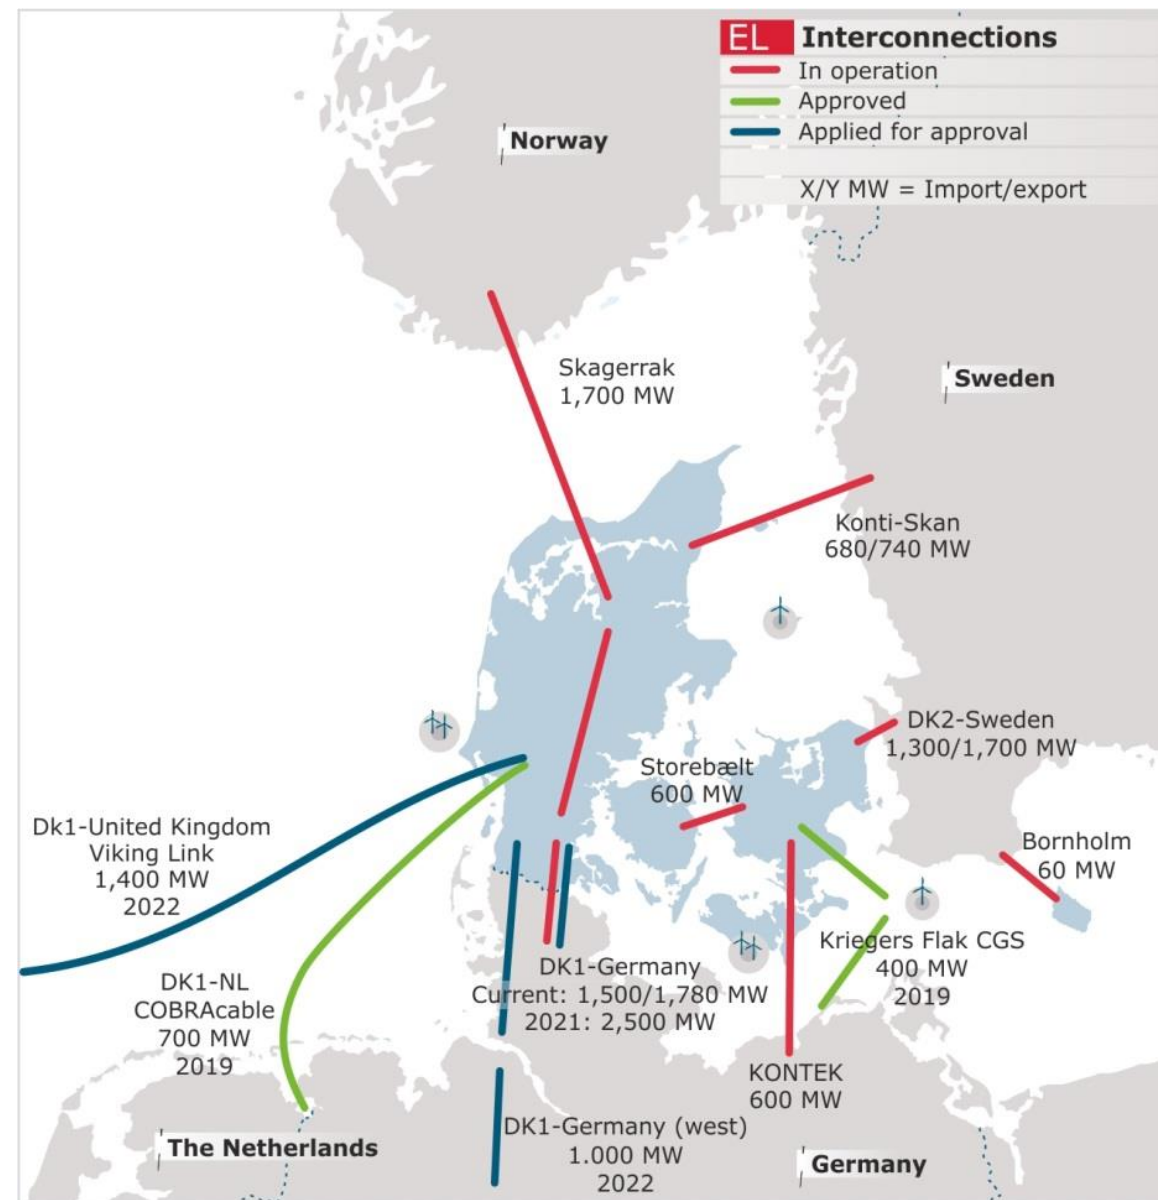 EL Interconnections
In operation
Approved
Applied for approval
X/Y MW = Import/export
Norway
Skagerrak
1,700 MW
Sweden
Konti-Skan
680/740 MW
DK2-Sweden
1,300/1,700 MW
Storebælt
600 MW
Dk1-United Kingdom
Viking Link
1,400 MW
2022
Bornholm
60 MW
Kriegers Flak CGS
400 MW
2019
DK1-Germany
Current: 1,500/1,780 MW
2021: 2,500 MW
DK1-NL
COBRAcable
700 MW
2019
KONTEK
600 MW
DK1-Germany (west)
1.000 MW
2022
The Netherlands
Germany